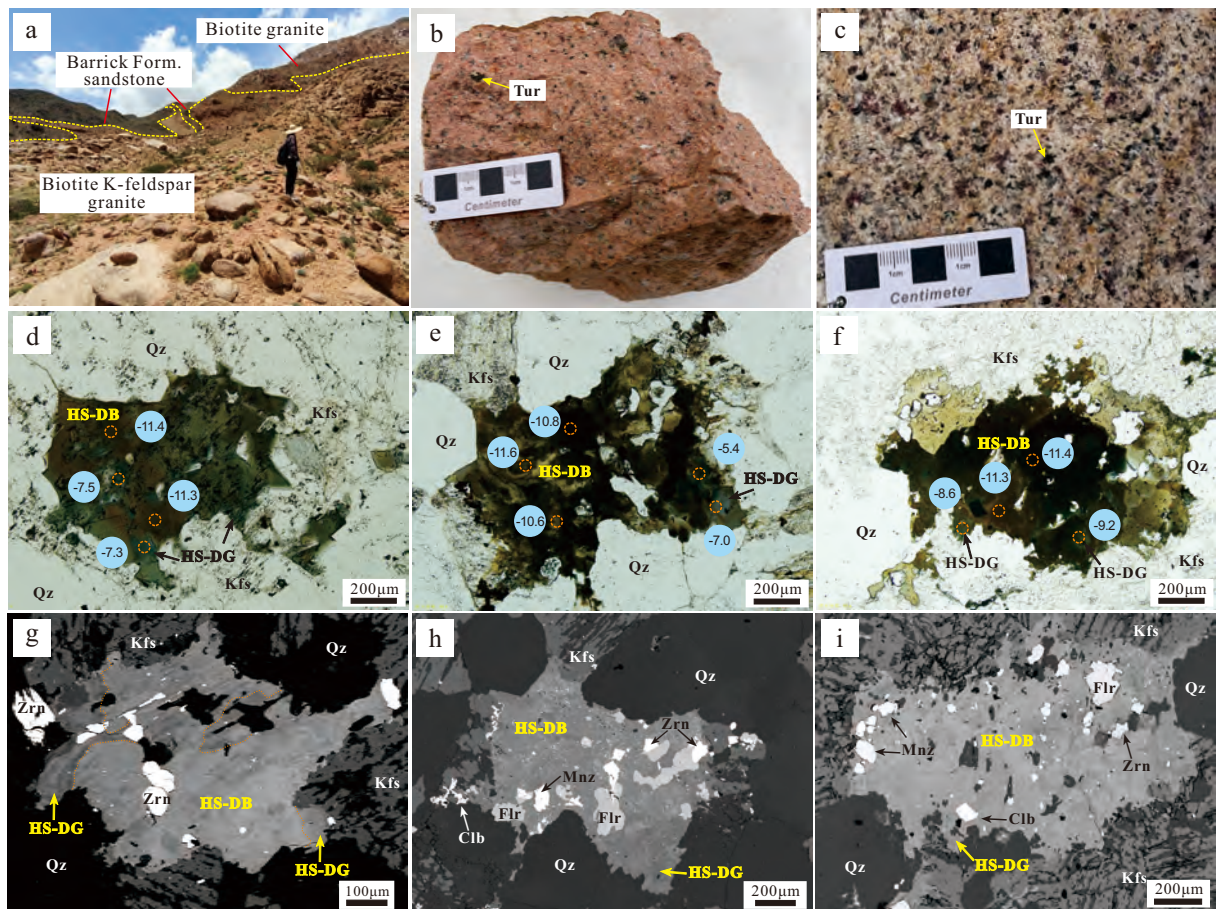 a
Biotite granite
Barrick Form.
sandstone
Biotite K-feldspar
granite
b
Tur
1cm
1cm
Centimeter
c
Tur
1cm
1cm
Centimeter
d
Qz
HS-DB
-11.4
Kfs
-7.5
-11.3
-7.3
HS-DG
Kfs
Qz
200μm
e
Qz
Kfs
-10.8
-5.4
Qz
-11.6
HS-DB
HS-DG
-10.6
-7.0
Qz
200μm
f
Kfs
HS-DB
-11.4
Qz
-11.3
-8.6
-9.2
Qz
HS-DG
HS-DG
Kfs
200μm
g
Kfs
Qz
Zrn
Kfs
Zrn
HS-DB
HS-DG
HS-DG
Qz
100μm
h
Kfs
Qz
HS-DB
Zrn
Mnz
Flr
Flr
Clb
HS-DG
Qz
200μm
i
Kfs
Flr
Qz
HS-DB
Mnz
Zrn
Clb
Qz
HS-DG
Kfs
200μm